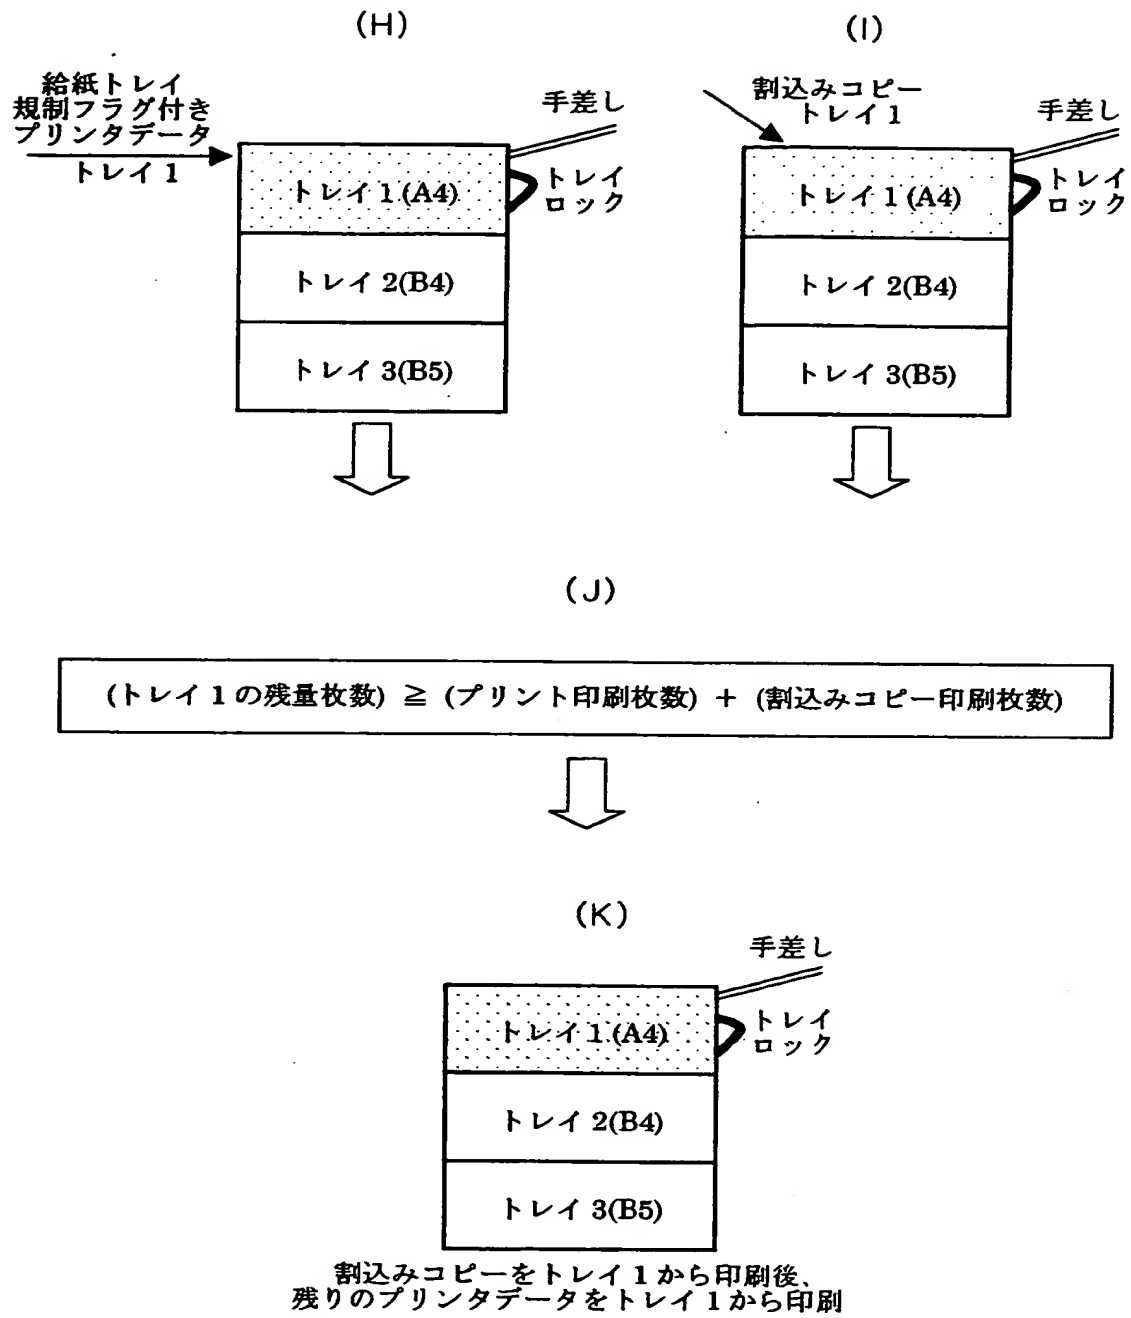 (H)
給紙トレイ
規制フラグ付き
プリンタデータ
トレイ 1
手差し
トレイ 1 (A4)
トレイ
ロック
トレイ 2(B4)
トレイ 3(B5)
(I)
割込みコピー
トレイ 1
手差し
トレイ 1 (A4)
トレイ
ロック
トレイ 2(B4)
トレイ 3(B5)
(J)
(トレイ 1 の残量枚数) ≧ (プリント印刷枚数) + (割込みコピー印刷枚数)
(K)
手差し
トレイ 1 (A4)
トレイ
ロック
トレイ 2(B4)
トレイ 3(B5)
割込みコピーをトレイ 1 から印刷後、
残りのプリンタデータをトレイ 1 から印刷